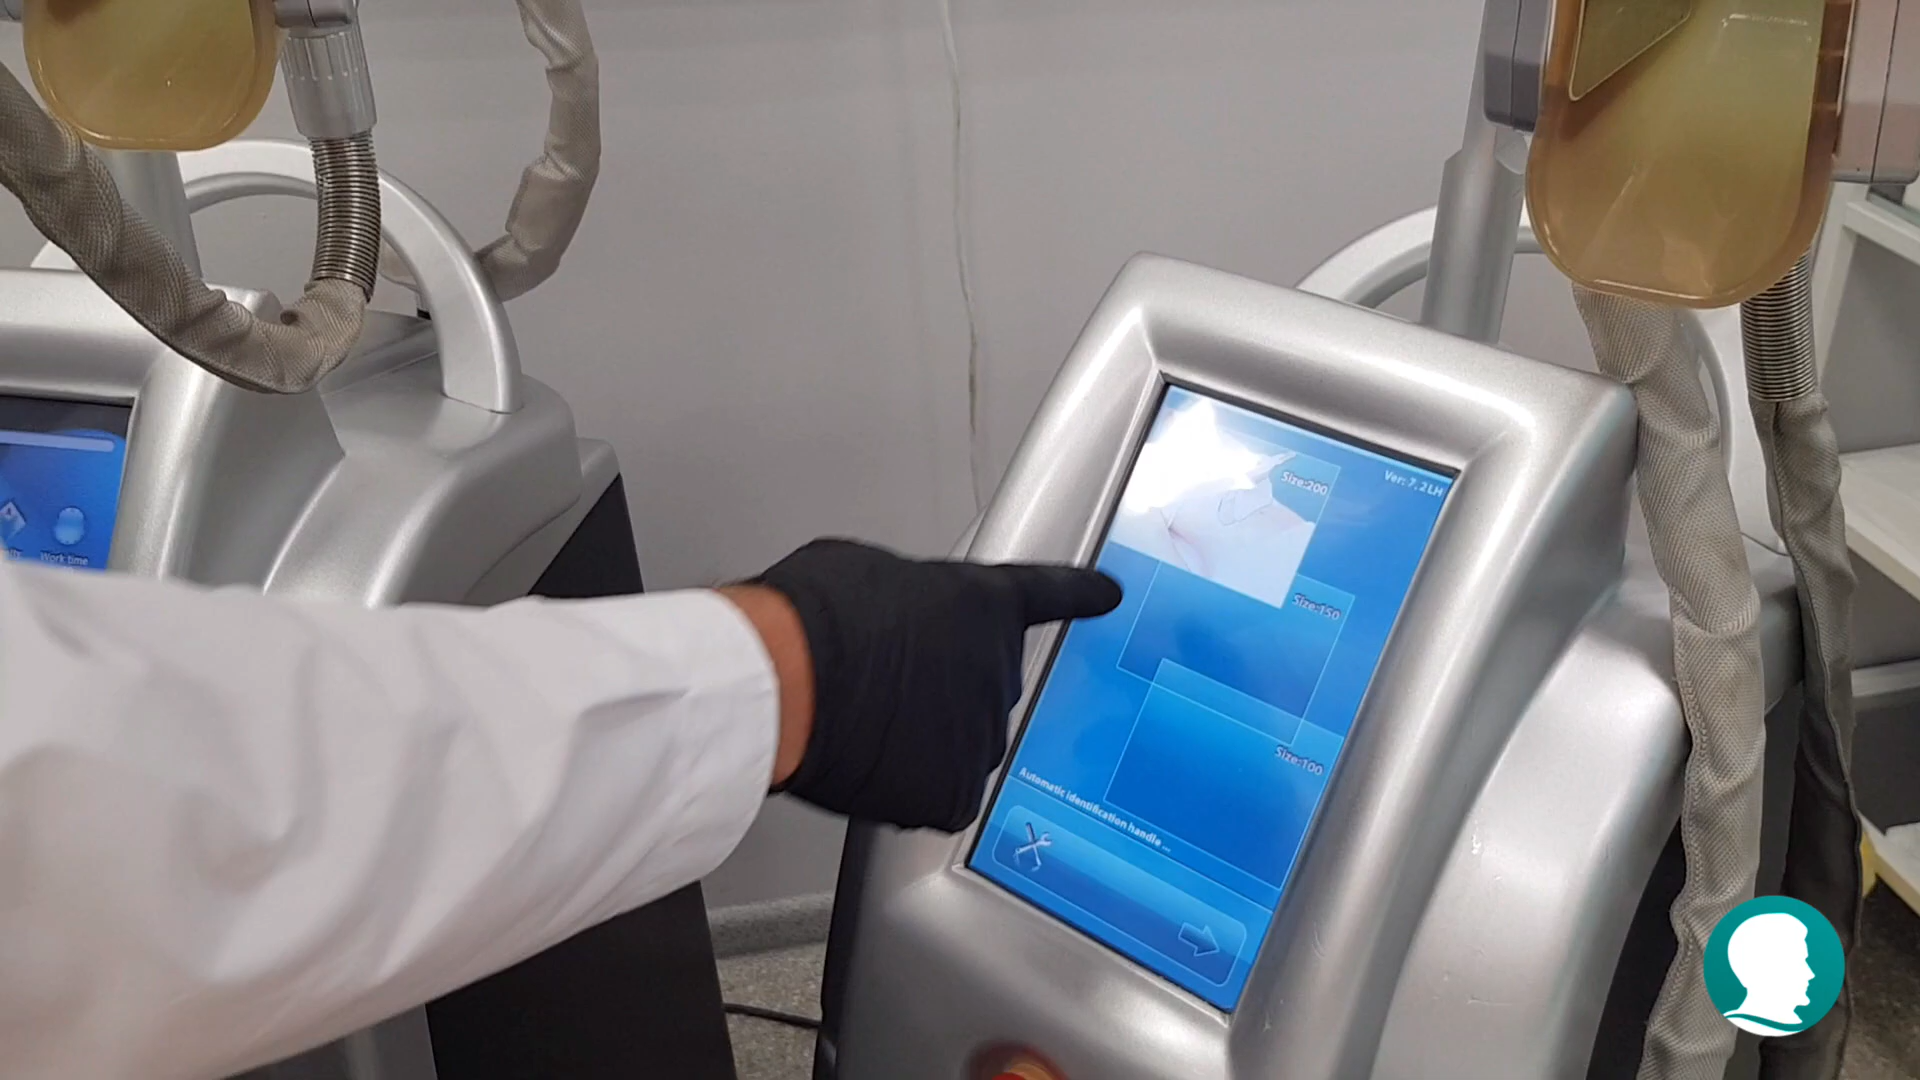 Work time
Ver: 7.2LH
Size:200
Size:150
Size:100
Automatic identification handle ...